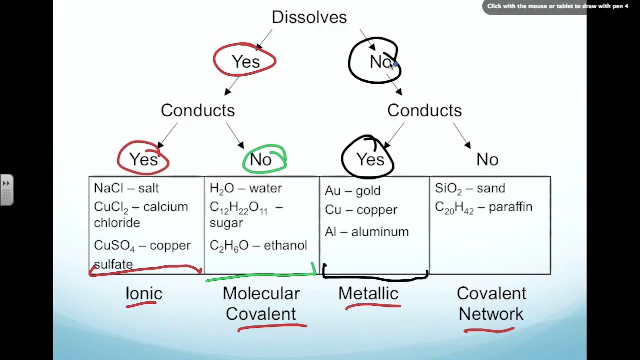 Click with the mouse or tablet to draw with pen 4
Dissolves
Yes
No
Conducts
Conducts
Yes
No
Yes
No
NaCl – salt
CuCl₂ – calcium
chloride
CuSO₄ – copper
sulfate
H₂O – water
C₁₂H₂₂O₁₁ –
sugar
C₂H₆O – ethanol
Au – gold
Cu – copper
Al – aluminum
SiO₂ – sand
C₂₀H₄₂ – paraffin
Ionic
Molecular
Covalent
Metallic
Covalent
Network